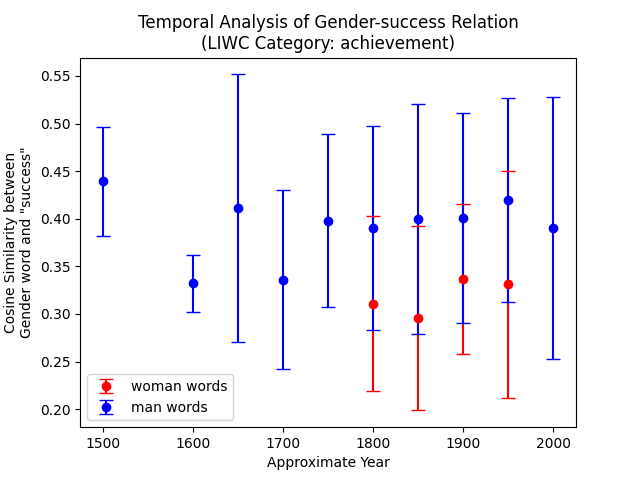 Temporal Analysis of Gender-success Relation
(LIWC Category: achievement)
Cosine Similarity between
Gender word and "success"
0.55
0.50
0.45
0.40
0.35
0.30
0.25
0.20
woman words
man words
1500
1600
1700
1800
1900
2000
Approximate Year